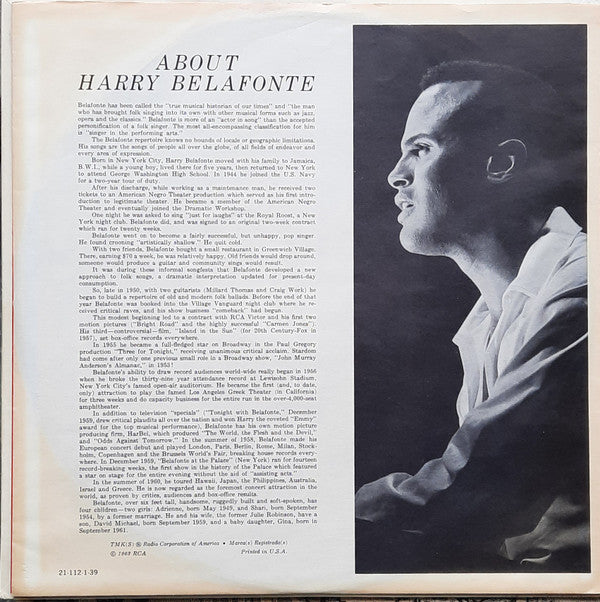 ABOUT
HARRY BELAFONTE
Belafonte has been called the "true musical historian of our times" and "the man
who has brought folk singing into its own with other musical forms such as jazz,
opera and the classics." Belafonte is more of an "actor in song" than the accepted
personification of a folk singer. The most all-encompassing classification for him
is "singer in the performing arts."
The Belafonte repertoire knows no bounds of locale or geographic limitations.
His songs are the songs of people all over the globe, of all fields of endeavor and
every area of expression.
Born in New York City, Harry Belafonte moved with his family to Jamaica,
B.W.I., while a young boy, lived there for five years, then returned to New York
to attend George Washington High School. In 1944 he joined the U.S. Navy
for a two-year tour of duty.
After his discharge, while working as a maintenance man, he received two
tickets to an American Negro Theater production which served as his first intro-
duction to legitimate theater. He became a member of the American Negro
Theater and eventually joined the Dramatic Workshop.
One night he was asked to sing "just for laughs" at the Royal Roost, a New
York night club. Belafonte did, and was signed to an original two-week contract
which ran for twenty weeks.
Belafonte went on to become a fairly successful, but unhappy, pop singer.
He found crooning "artistically shallow." He quit cold.
With two friends, Belafonte bought a small restaurant in Greenwich Village.
There, earning $70 a week, he was relatively happy. Old friends would drop around,
someone would produce a guitar and community sings would result.
It was during these informal songfests that Belafonte developed a new
approach to folk songs, a dramatic interpretation updated for present-day
consumption.
So, late in 1950, with two guitarists (Millard Thomas and Craig Work) he
began to build a repertoire of old and modern folk ballads. Before the end of that
year Belafonte was booked into the Village Vanguard night club where he re-
ceived critical raves, and his show business "comeback" had begun.
This modest beginning led to a contract with RCA Victor and his first two
motion pictures ("Bright Road" and the highly successful "Carmen Jones").
His third—controversial—film, "Island in the Sun" (for 20th Century-Fox in
1957), set box-office records everywhere.
In 1955 he became a full-fledged star on Broadway in the Paul Gregory
production "Three for Tonight," receiving unanimous critical acclaim. Stardom
had come after only one previous small role in a Broadway show, "John Murray
Anderson's Almanac," in 1953!
Belafonte's ability to draw record audiences world-wide really began in 1956
when he broke the thirty-nine year attendance record at Lewisohn Stadium,
New York City's famed open-air auditorium. He became the first (and, to date,
only) attraction to play the famed Los Angeles Greek Theater (in California)
for three weeks and do capacity business for the entire run in the over-4,000-seat
amphitheater.
In addition to television "specials" ("Tonight with Belafonte," December
1959, drew critical plaudits all over the nation and won Harry the coveted "Emmy"
award for the top musical performance), Belafonte has his own motion picture
producing firm, HarBel, which produced "The World, the Flesh and the Devil,"
and "Odds Against Tomorrow." In the summer of 1958, Belafonte made his
European concert debut and played London, Paris, Berlin, Rome, Milan, Stock-
holm, Copenhagen and the Brussels World's Fair, breaking house records every-
where. In December 1959, "Belafonte at the Palace" (New York) ran for fourteen
record-breaking weeks, the first show in the history of the Palace which featured
a star on stage for the entire evening without the aid of "assisting acts."
In the summer of 1960, he toured Hawaii, Japan, the Philippines, Australia,
Israel and Greece. He is now regarded as the foremost concert attraction in the
world, as proven by critics, audiences and box-office results.
Belafonte, over six feet tall, handsome, ruggedly built and soft-spoken, has
four children—two girls: Adrienne, born May 1949, and Shari, born September
1954, by a former marriage. He and his wife, the former Julie Robinson, have a
son, David Michael, born September 1959, and a baby daughter, Gina, born in
September 1961.
TMK(S) ® Radio Corporation of America • Marca(s) Registrada(s)
© 1962 RCA Printed in U.S.A.
21-112-1-39